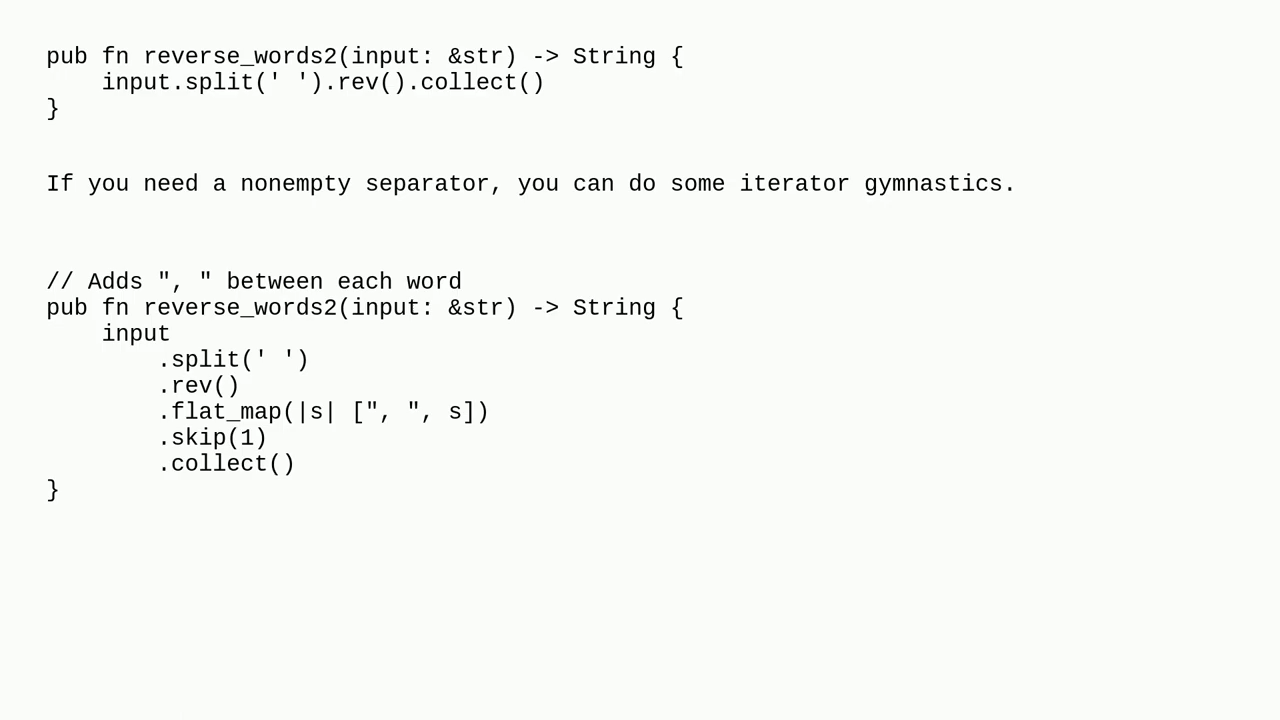 pub fn reverse_words2(input: &str) -> String {
    input.split(' ').rev().collect()
}
If you need a nonempty separator, you can do some iterator gymnastics.
// Adds ", " between each word
pub fn reverse_words2(input: &str) -> String {
    input
        .split(' ')
        .rev()
        .flat_map(|s| [", ", s])
        .skip(1)
        .collect()
}